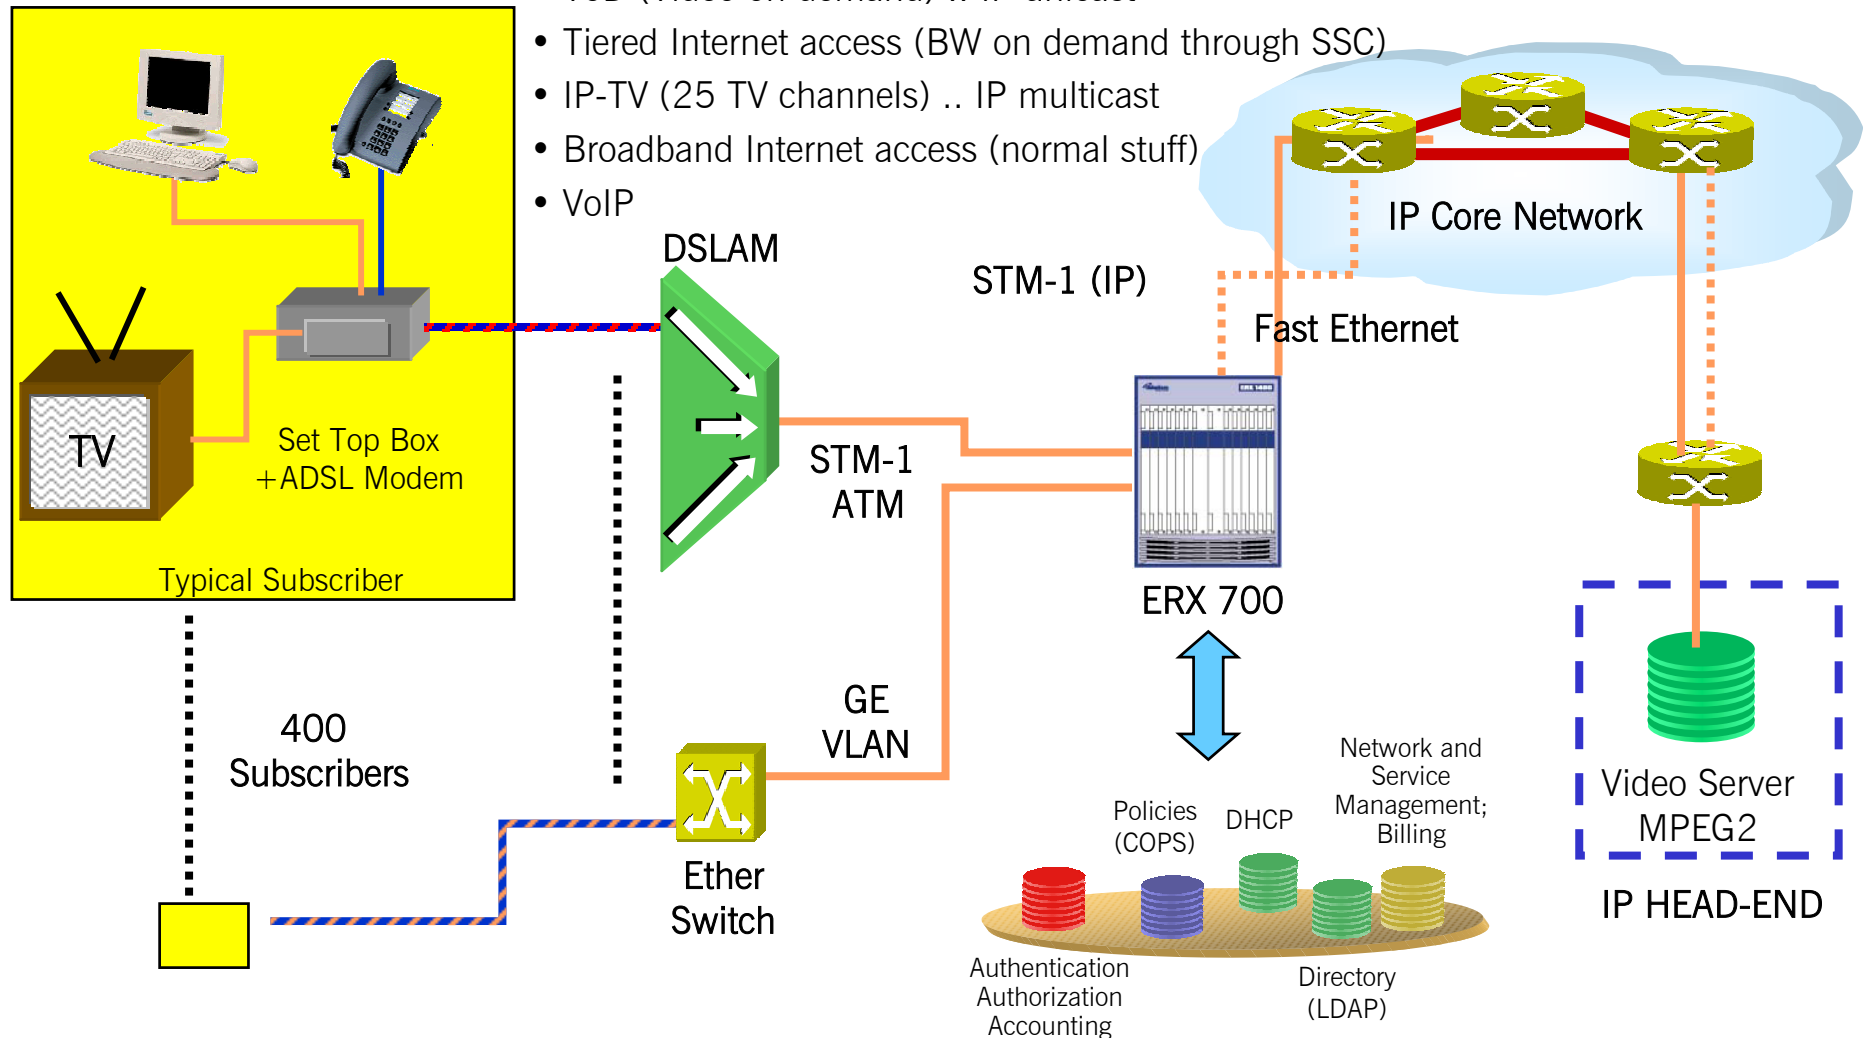 • Tiered Internet access (BW on demand through SSC)
• IP-TV (25 TV channels) .. IP multicast
• Broadband Internet access (normal stuff)
• VoIP
IP Core Network
DSLAM
STM-1 (IP)
Fast Ethernet
TV
Set Top Box
+ADSL Modem
STM-1
ATM
Typical Subscriber
ERX 700
400
Subscribers
GE
VLAN
Ether
Switch
Policies
(COPS)
DHCP
Network and
Service
Management;
Billing
Video Server
MPEG2
IP HEAD-END
Authentication
Authorization
Accounting
Directory
(LDAP)